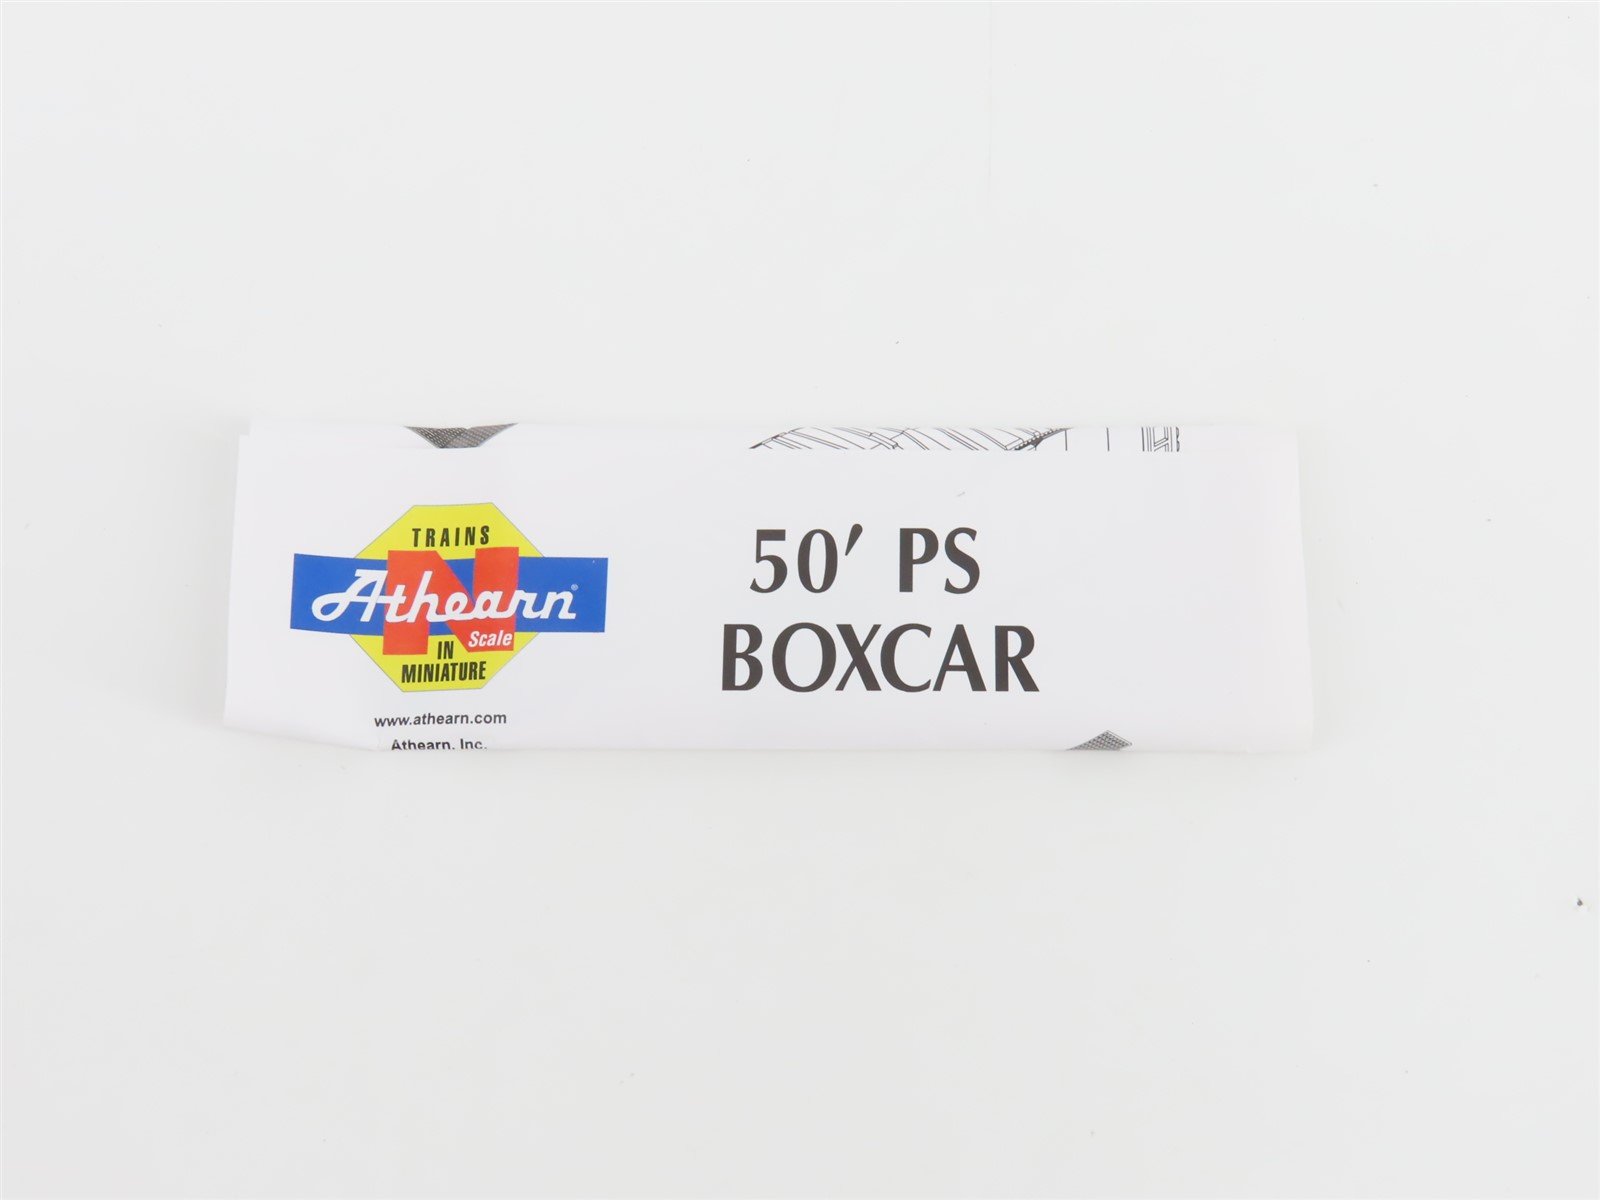 TRAINS
N
Athearn®
Scale
IN
MINIATURE
www.athearn.com
Athearn, Inc.
50' PS
BOXCAR